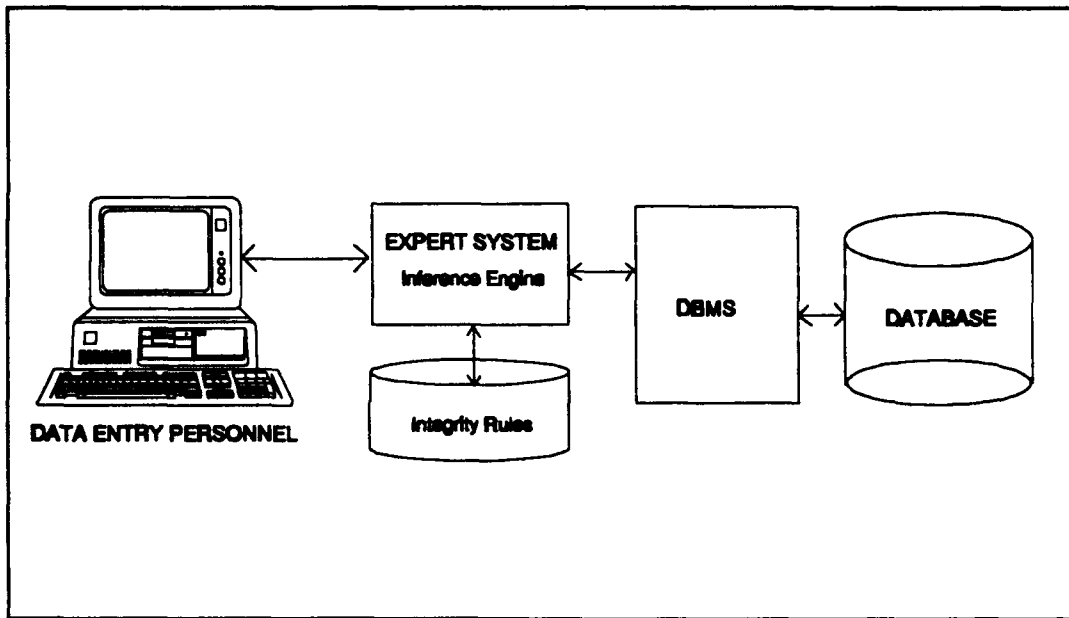 EXPERT SYSTEM
Inference Engine
DBMS
DATABASE
Integrity Rules
DATA ENTRY PERSONNEL